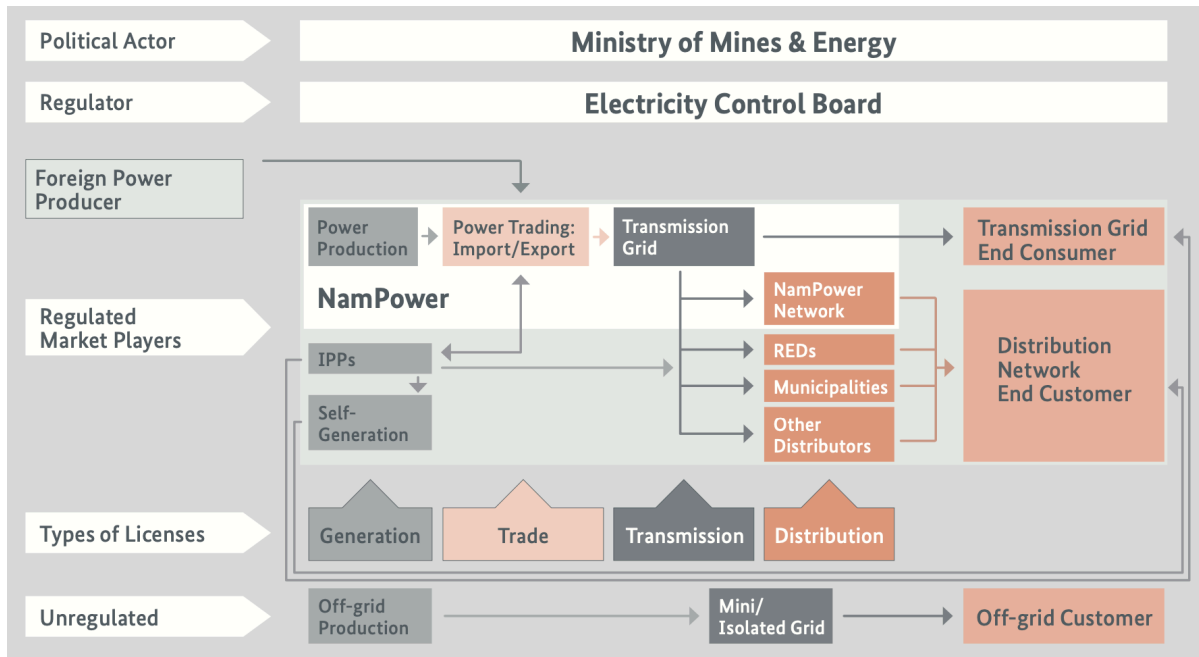 Political Actor
Ministry of Mines & Energy
Regulator
Electricity Control Board
Foreign Power
Producer
Power
Production
Power Trading:
Import/Export
Transmission
Grid
Transmission Grid
End Consumer
NamPower
NamPower
Network
Regulated
Market Players
IPPs
REDs
Municipalities
Self-
Generation
Other
Distributors
Distribution
Network
End Customer
Types of Licenses
Generation
Trade
Transmission
Distribution
Unregulated
Off-grid
Production
Mini/
Isolated Grid
Off-grid Customer